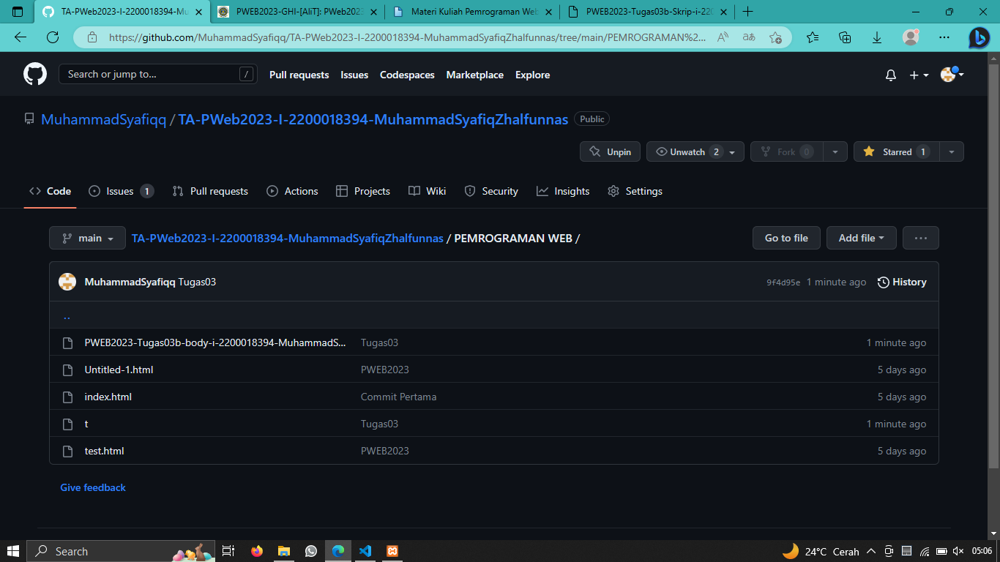 TA-PWeb2023-I-2200018394-Mu
PWEB2023-GHI-[AliT]: PWeb2023
Materi Kuliah Pemrograman Web
PWEB2023-Tugas03b-Skrip-i-220
https://github.com/MuhammadSyafiqq/TA-PWeb2023-I-2200018394-MuhammadSyafiqZhalfunnas/tree/main/PEMROGRAMAN%2...
Search or jump to... /
Pull requests Issues Codespaces Marketplace Explore
MuhammadSyafiqq / TA-PWeb2023-I-2200018394-MuhammadSyafiqZhalfunnas Public
Unpin Unwatch 2 Fork 0 Starred 1
Code Issues 1 Pull requests Actions Projects Wiki Security Insights Settings
main TA-PWeb2023-I-2200018394-MuhammadSyafiqZhalfunnas / PEMROGRAMAN WEB / Go to file Add file ...
MuhammadSyafiqq Tugas03 9f4d95e 1 minute ago History
..
PWEB2023-Tugas03b-body-i-2200018394-MuhammadS... Tugas03 1 minute ago
Untitled-1.html PWEB2023 5 days ago
index.html Commit Pertama 5 days ago
t Tugas03 1 minute ago
test.html PWEB2023 5 days ago
Give feedback
Search 24°C Cerah 05:06